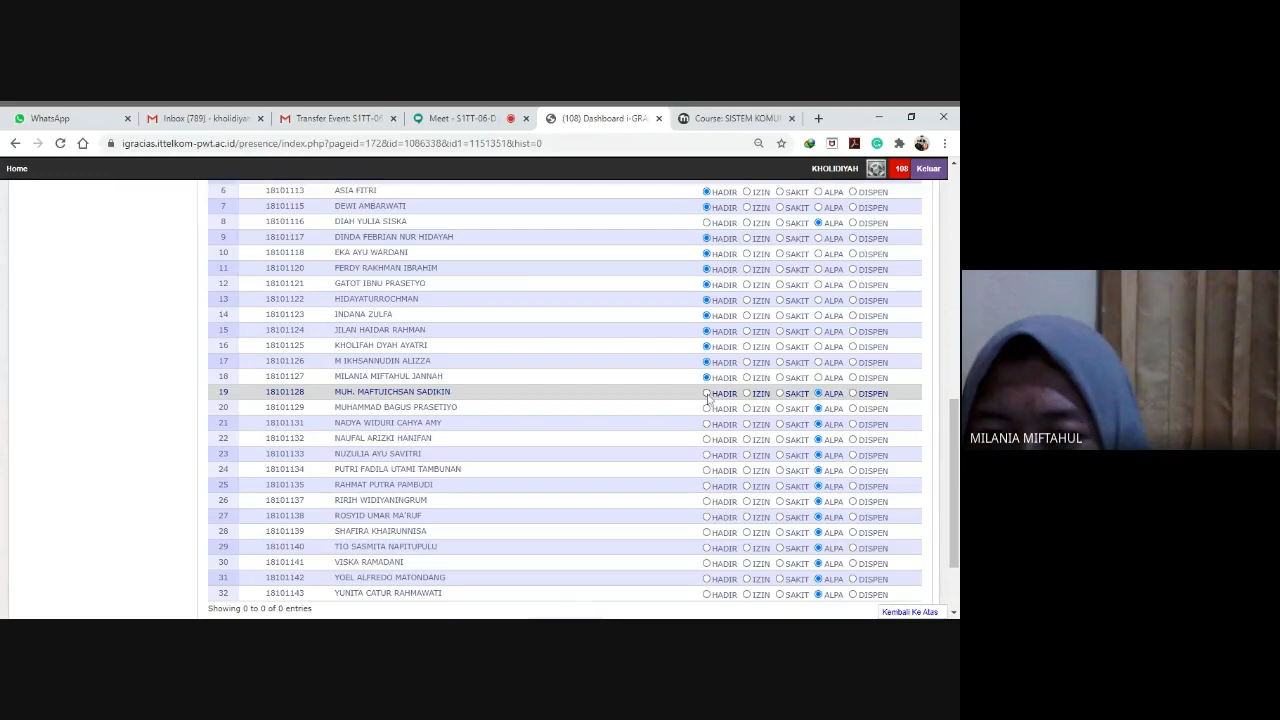 WhatsApp
Inbox (789) - kholidiyan
Transfer Event: S1TT-06
Meet - S1TT-06-D
(108) Dashboard i-GRA
Course: SISTEM KOMU
igracias.ittelkom-pwt.ac.id/presence/index.php?pageid=172&id=1086338&id1=1151351&hist=0
Home KHOLIDIYAH 108 Keluar
6 18101113 ASIA FITRI HADIR IZIN SAKIT ALPA DISPEN
7 18101115 DEWI AMBARWATI HADIR IZIN SAKIT ALPA DISPEN
8 18101116 DIAH YULIA SISKA HADIR IZIN SAKIT ALPA DISPEN
9 18101117 DINDA FEBRIAN NUR HIDAYAH HADIR IZIN SAKIT ALPA DISPEN
10 18101118 EKA AYU WARDANI HADIR IZIN SAKIT ALPA DISPEN
11 18101120 FERDY RAKHMAN IBRAHIM HADIR IZIN SAKIT ALPA DISPEN
12 18101121 GATOT IBNU PRASETYO HADIR IZIN SAKIT ALPA DISPEN
13 18101122 HIDAYATURROCHMAN HADIR IZIN SAKIT ALPA DISPEN
14 18101123 INDANA ZULFA HADIR IZIN SAKIT ALPA DISPEN
15 18101124 JILAN HAIDAR RAHMAN HADIR IZIN SAKIT ALPA DISPEN
16 18101125 KHOLIFAH DYAH AYATRI HADIR IZIN SAKIT ALPA DISPEN
17 18101126 M IKHSANNUDIN ALIZZA HADIR IZIN SAKIT ALPA DISPEN
18 18101127 MILANIA MIFTAHUL JANNAH HADIR IZIN SAKIT ALPA DISPEN
19 18101128 MUH. MAFTUICHSAN SADIKIN HADIR IZIN SAKIT ALPA DISPEN
20 18101129 MUHAMMAD BAGUS PRASETIYO HADIR IZIN SAKIT ALPA DISPEN
21 18101131 NADYA WIDURI CAHYA AMY HADIR IZIN SAKIT ALPA DISPEN
22 18101132 NAUFAL ARIZKI HANIFAN HADIR IZIN SAKIT ALPA DISPEN
23 18101133 NUZULIA AYU SAVITRI HADIR IZIN SAKIT ALPA DISPEN
24 18101134 PUTRI FADILA UTAMI TAMBUNAN HADIR IZIN SAKIT ALPA DISPEN
25 18101135 RAHMAT PUTRA PAMBUDI HADIR IZIN SAKIT ALPA DISPEN
26 18101137 RIRIH WIDIYANINGRUM HADIR IZIN SAKIT ALPA DISPEN
27 18101138 ROSYID UMAR MA'RUF HADIR IZIN SAKIT ALPA DISPEN
28 18101139 SHAFIRA KHAIRUNNISA HADIR IZIN SAKIT ALPA DISPEN
29 18101140 TIO SASMITA NAPITUPULU HADIR IZIN SAKIT ALPA DISPEN
30 18101141 VISKA RAMADANI HADIR IZIN SAKIT ALPA DISPEN
31 18101142 YOEL ALFREDO MATONDANG HADIR IZIN SAKIT ALPA DISPEN
32 18101143 YUNITA CATUR RAHMAWATI HADIR IZIN SAKIT ALPA DISPEN
Showing 0 to 0 of 0 entries
Kembali Ke Atas
MILANIA MIFTAHUL